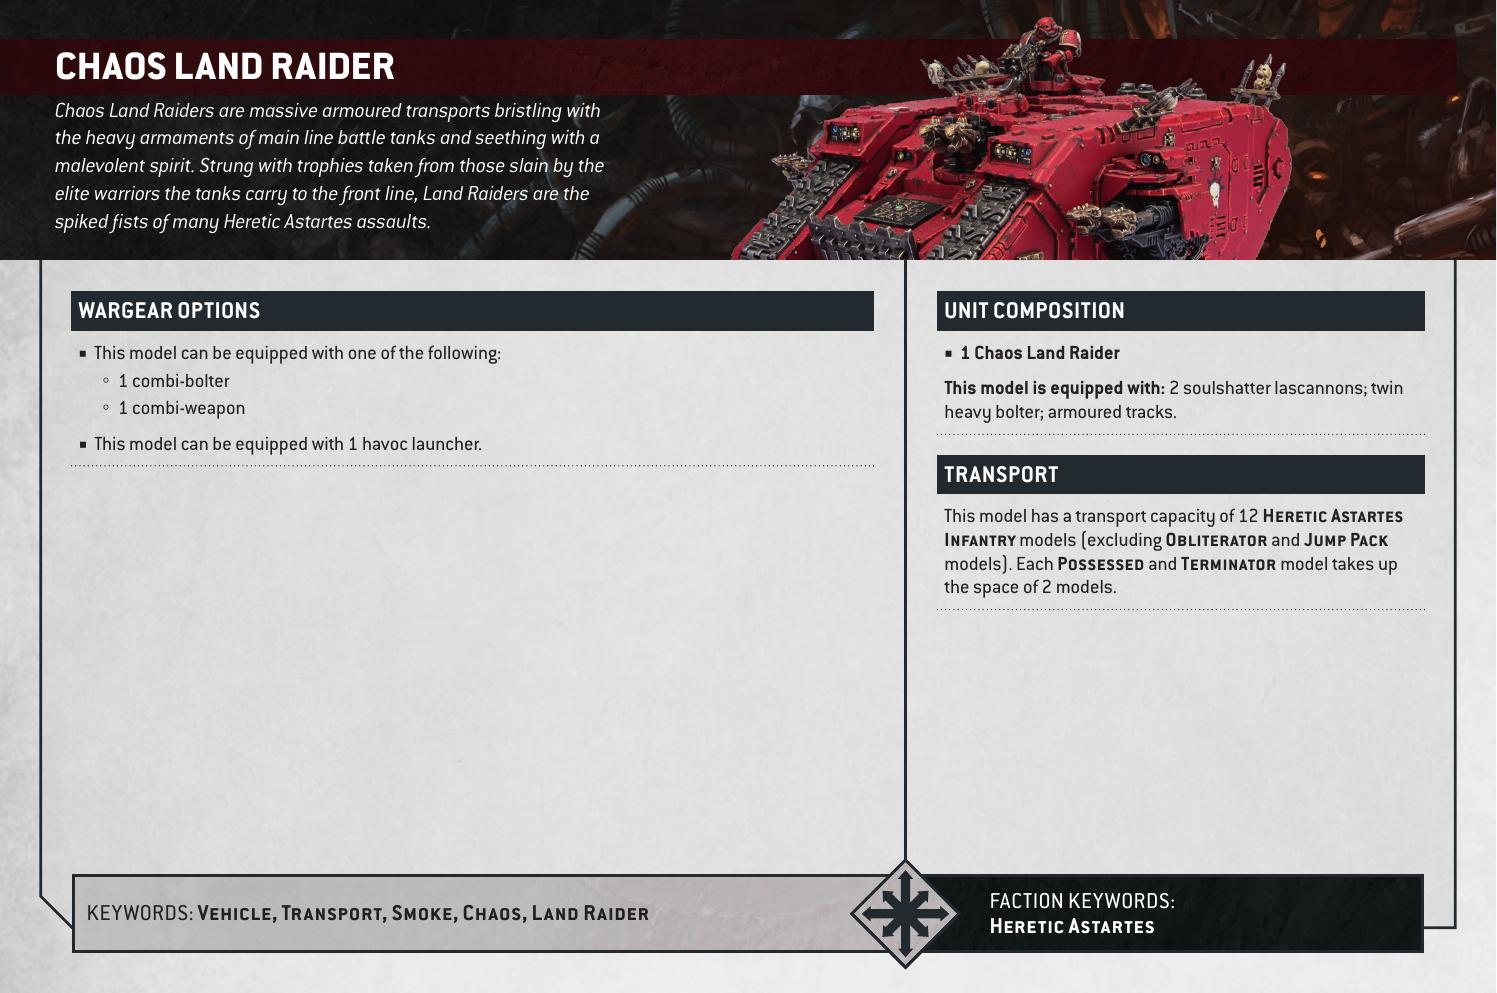 CHAOS LAND RAIDER
Chaos Land Raiders are massive armoured transports bristling with
the heavy armaments of main line battle tanks and seething with a
malevolent spirit. Strung with trophies taken from those slain by the
elite warriors the tanks carry to the front line, Land Raiders are the
spiked fists of many Heretic Astartes assaults.
WARGEAR OPTIONS
▪ This model can be equipped with one of the following:
◦ 1 combi-bolter
◦ 1 combi-weapon
▪ This model can be equipped with 1 havoc launcher.
UNIT COMPOSITION
▪ 1 Chaos Land Raider
This model is equipped with: 2 soulshatter lascannons; twin
heavy bolter; armoured tracks.
TRANSPORT
This model has a transport capacity of 12 HERETIC ASTARTES
INFANTRY models (excluding OBLITERATOR and JUMP PACK
models). Each POSSESSED and TERMINATOR model takes up
the space of 2 models.
KEYWORDS: VEHICLE, TRANSPORT, SMOKE, CHAOS, LAND RAIDER
FACTION KEYWORDS:
HERETIC ASTARTES